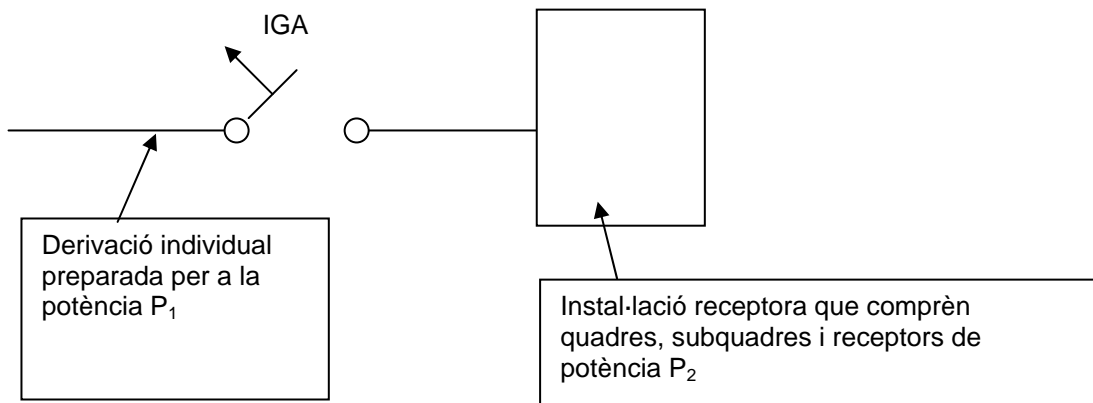 IGA
Derivació individual
preparada per a la
potència P₁
Instal·lació receptora que comprèn
quadres, subquadres i receptors de
potència P₂